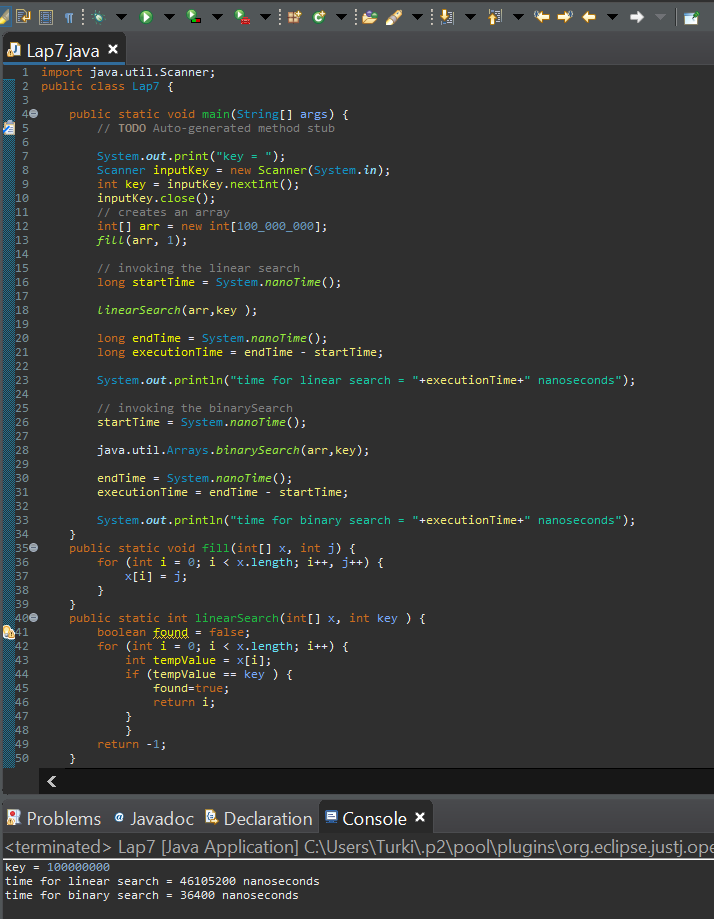 Lap7.java
1 import java.util.Scanner;
2 public class Lap7 {
3
4 public static void main(String[] args) {
5 // TODO Auto-generated method stub
6
7 System.out.print("key = ");
8 Scanner inputKey = new Scanner(System.in);
9 int key = inputKey.nextInt();
10 inputKey.close();
11 // creates an array
12 int[] arr = new int[100_000_000];
13 fill(arr, 1);
14
15 // invoking the linear search
16 long startTime = System.nanoTime();
17
18 linearSearch(arr,key );
19
20 long endTime = System.nanoTime();
21 long executionTime = endTime - startTime;
22
23 System.out.println("time for linear search = "+executionTime+" nanoseconds");
24
25 // invoking the binarySearch
26 startTime = System.nanoTime();
27
28 java.util.Arrays.binarySearch(arr,key);
29
30 endTime = System.nanoTime();
31 executionTime = endTime - startTime;
32
33 System.out.println("time for binary search = "+executionTime+" nanoseconds");
34 }
35 public static void fill(int[] x, int j) {
36 for (int i = 0; i < x.length; i++, j++) {
37 x[i] = j;
38 }
39 }
40 public static int linearSearch(int[] x, int key ) {
41 boolean found = false;
42 for (int i = 0; i < x.length; i++) {
43 int tempValue = x[i];
44 if (tempValue == key ) {
45 found=true;
46 return i;
47 }
48 }
49 return -1;
50 }
Problems @ Javadoc Declaration Console
<terminated> Lap7 [Java Application] C:\Users\Turki\.p2\pool\plugins\org.eclipse.justj.ope
key = 100000000
time for linear search = 46105200 nanoseconds
time for binary search = 36400 nanoseconds